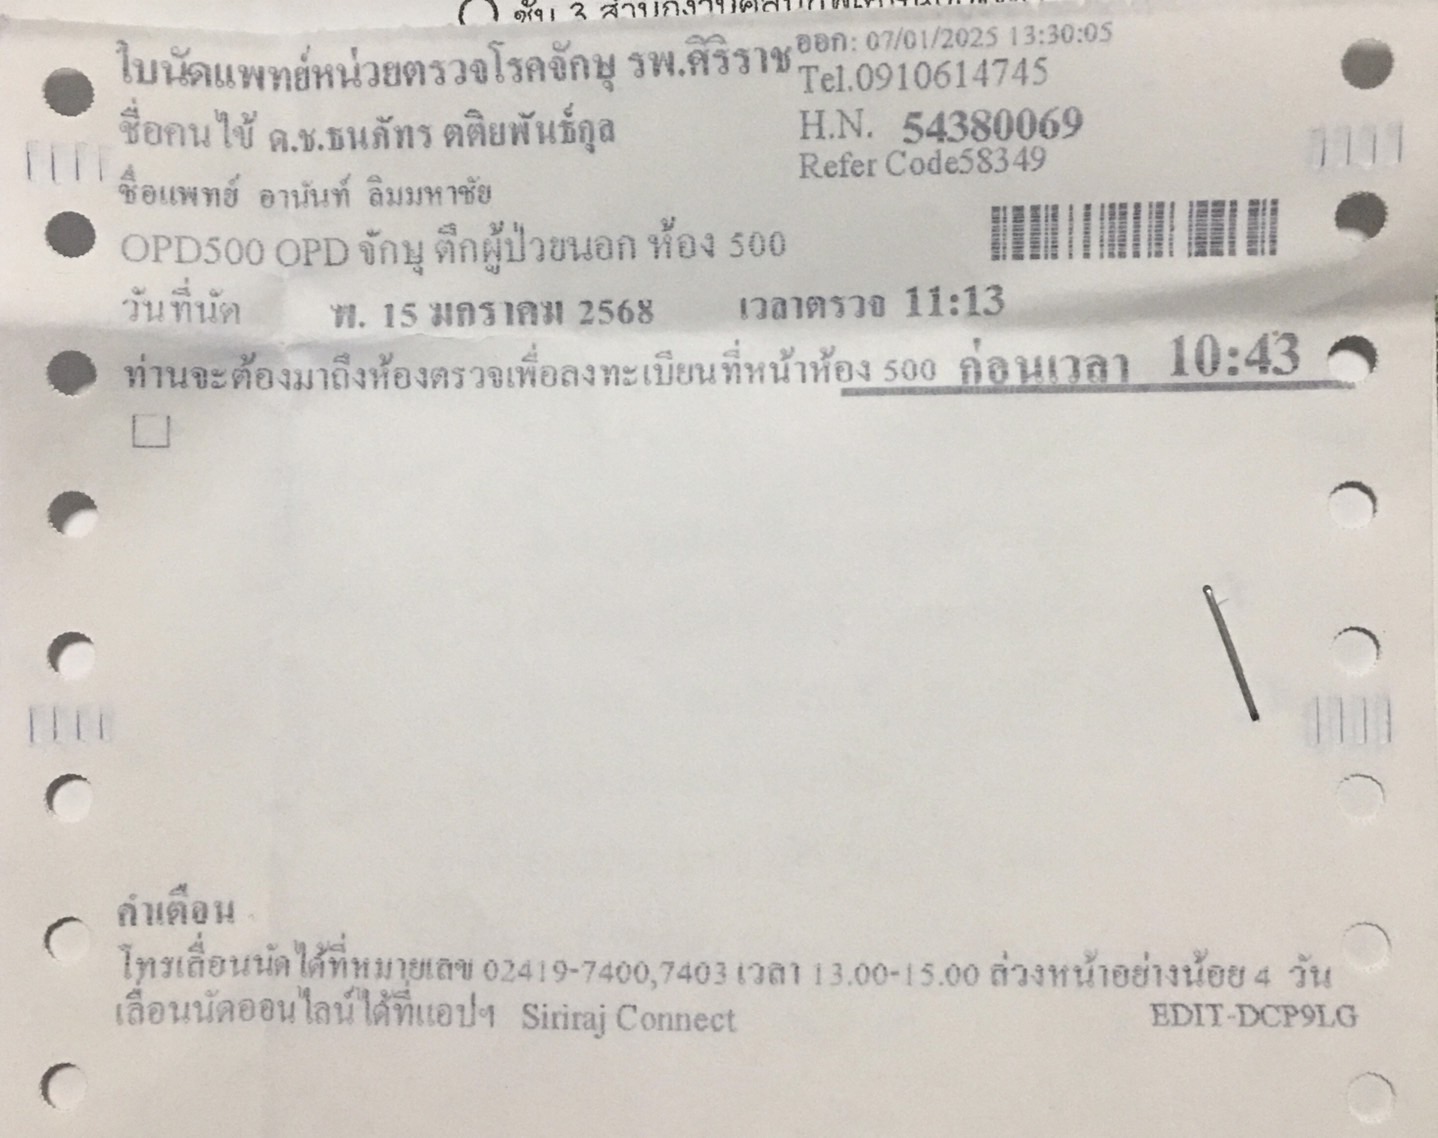 ชั้น 3
ใบนัดแพทย์หน่วยตรวจโรคจักษุ รพ.ศิริราช
ออก: 07/01/2025 13:30:05
Tel.0910614745
ชื่อคนไข้ ด.ช.ธนภัทร ตติยพันธ์กุล
H.N. 54380069
Refer Code58349
ชื่อแพทย์ อานันท์ ลิมมหาชัย
OPD500 OPD จักษุ ตึกผู้ป่วยนอก ห้อง 500
วันที่นัด พ. 15 มกราคม 2568 เวลาตรวจ 11:13
ท่านจะต้องมาถึงห้องตรวจเพื่อลงทะเบียนที่หน้าห้อง 500 ก่อนเวลา 10:43
คำเตือน
โทรเลื่อนนัดได้ที่หมายเลข 02419-7400,7403 เวลา 13.00-15.00 ล่วงหน้าอย่างน้อย 4 วัน
เลื่อนนัดออนไลน์ได้ที่แอปฯ Siriraj Connect EDIT-DCP9LG